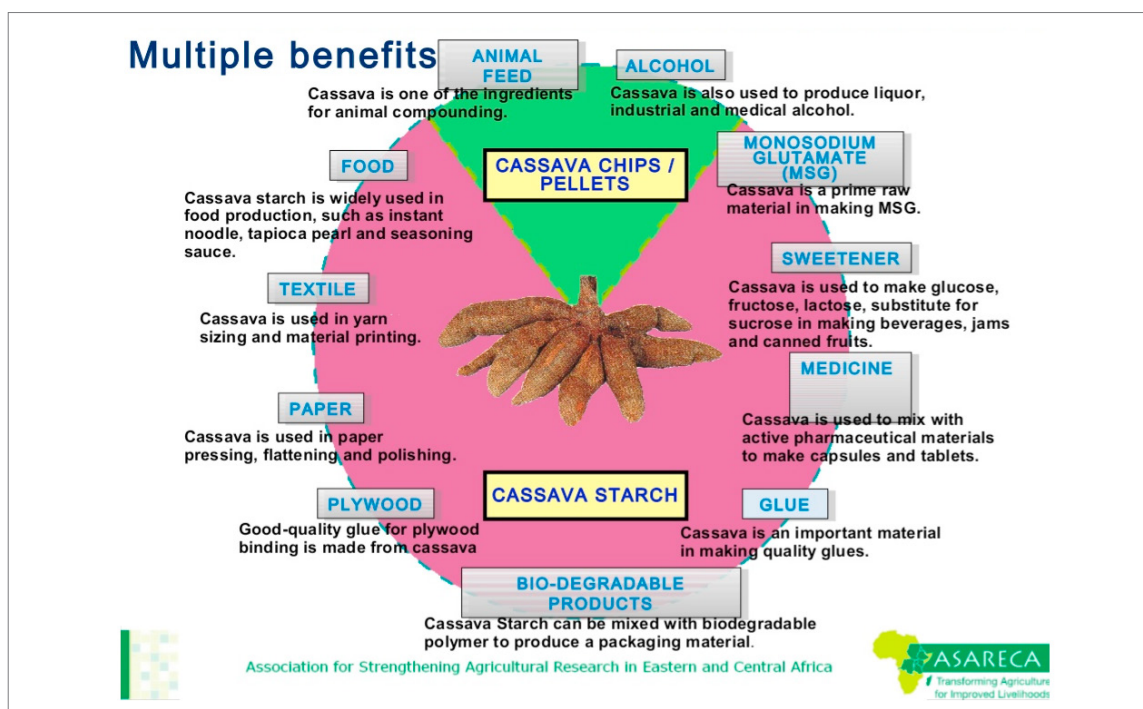 Multiple benefits
ANIMAL
FEED
Cassava is one of the ingredients
for animal compounding.
ALCOHOL
Cassava is also used to produce liquor,
industrial and medical alcohol.
CASSAVA CHIPS /
PELLETS
MONOSODIUM
GLUTAMATE
(MSG)
Cassava is a prime raw
material in making MSG.
FOOD
Cassava starch is widely used in
food production, such as instant
noodle, tapioca pearl and seasoning
sauce.
SWEETENER
Cassava is used to make glucose,
fructose, lactose, substitute for
sucrose in making beverages, jams
and canned fruits.
TEXTILE
Cassava is used in yarn
sizing and material printing.
MEDICINE
Cassava is used to mix with
active pharmaceutical materials
to make capsules and tablets.
PAPER
Cassava is used in paper
pressing, flattening and polishing.
CASSAVA STARCH
PLYWOOD
Good-quality glue for plywood
binding is made from cassava
GLUE
Cassava is an important material
in making quality glues.
BIO-DEGRADABLE
PRODUCTS
Cassava Starch can be mixed with biodegradable
polymer to produce a packaging material.
Association for Strengthening Agricultural Research in Eastern and Central Africa
ASARECA
Transforming Agriculture
for Improved Livelihoods